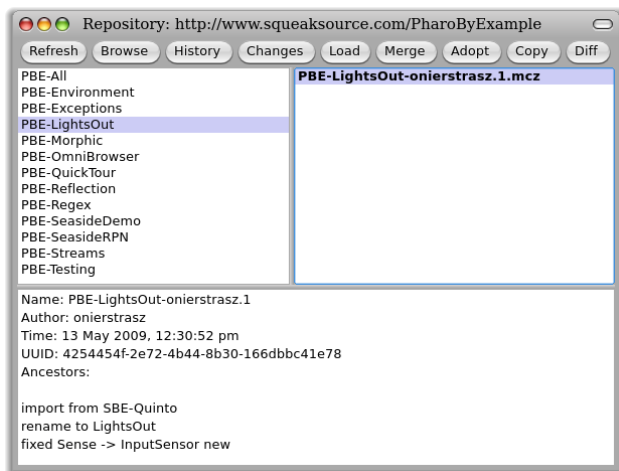 Repository: http://www.squeaksource.com/PharoByExample
Refresh Browse History Changes Load Merge Adopt Copy Diff
PBE-All
PBE-Environment
PBE-Exceptions
PBE-LightsOut
PBE-Morphic
PBE-OmniBrowser
PBE-QuickTour
PBE-Reflection
PBE-Regex
PBE-SeasideDemo
PBE-SeasideRPN
PBE-Streams
PBE-Testing
PBE-LightsOut-onierstrasz.1.mcz
Name: PBE-LightsOut-onierstrasz.1
Author: onierstrasz
Time: 13 May 2009, 12:30:52 pm
UUID: 4254454f-2e72-4b44-8b30-166dbbc41e78
Ancestors:
import from SBE-Quinto
rename to LightsOut
fixed Sense -> InputSensor new